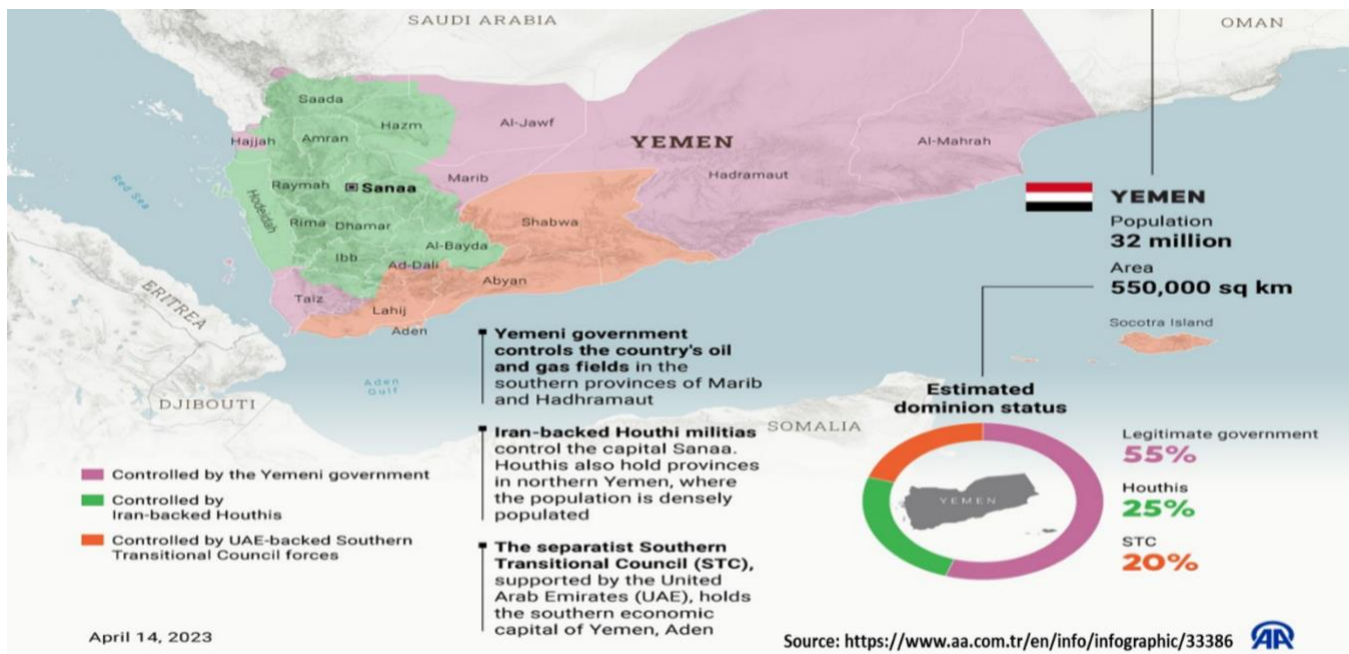 SAUDI ARABIA
OMAN
Saada
Hazm
Al-Jawf
Hajjah
Amran
YEMEN
Al-Mahrah
Marib
Hadramaut
Raymah
Sanaa
Red Sea
Hodeidah
Rima
Dhamar
Shabwa
Al-Bayda
Ibb
Ad-Dali
Abyan
Taiz
Lahij
Aden
ERITREA
Aden
Gulf
DJIBOUTI
SOMALIA
YEMEN
Population
32 million
Area
550,000 sq km
Socotra Island
Yemeni government
controls the country's oil
and gas fields in the
southern provinces of Marib
and Hadhramaut
Iran-backed Houthi militias
control the capital Sanaa.
Houthis also hold provinces
in northern Yemen, where
the population is densely
populated
The separatist Southern
Transitional Council (STC),
supported by the United
Arab Emirates (UAE), holds
the southern economic
capital of Yemen, Aden
Controlled by the Yemeni government
Controlled by
Iran-backed Houthis
Controlled by UAE-backed Southern
Transitional Council forces
Estimated
dominion status
YEMEN
Legitimate government
55%
Houthis
25%
STC
20%
April 14, 2023
Source: https://www.aa.com.tr/en/info/infographic/33386
AA